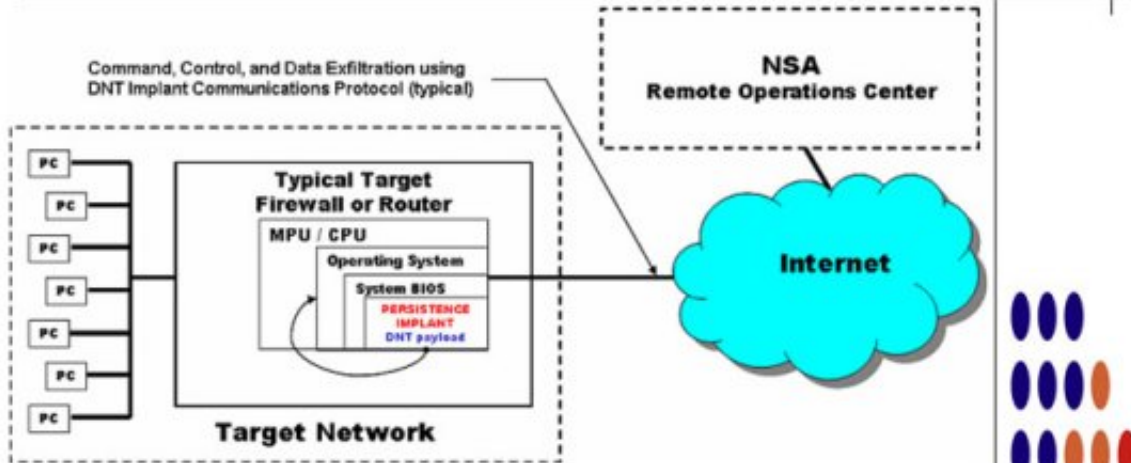 Command, Control, and Data Exfiltration using
DNT Implant Communications Protocol (typical)
NSA
Remote Operations Center
PC
PC
PC
PC
PC
PC
PC
Typical Target
Firewall or Router
MPU / CPU
Operating System
System BIOS
PERSISTENCE
IMPLANT
DNT payload
Internet
Target Network